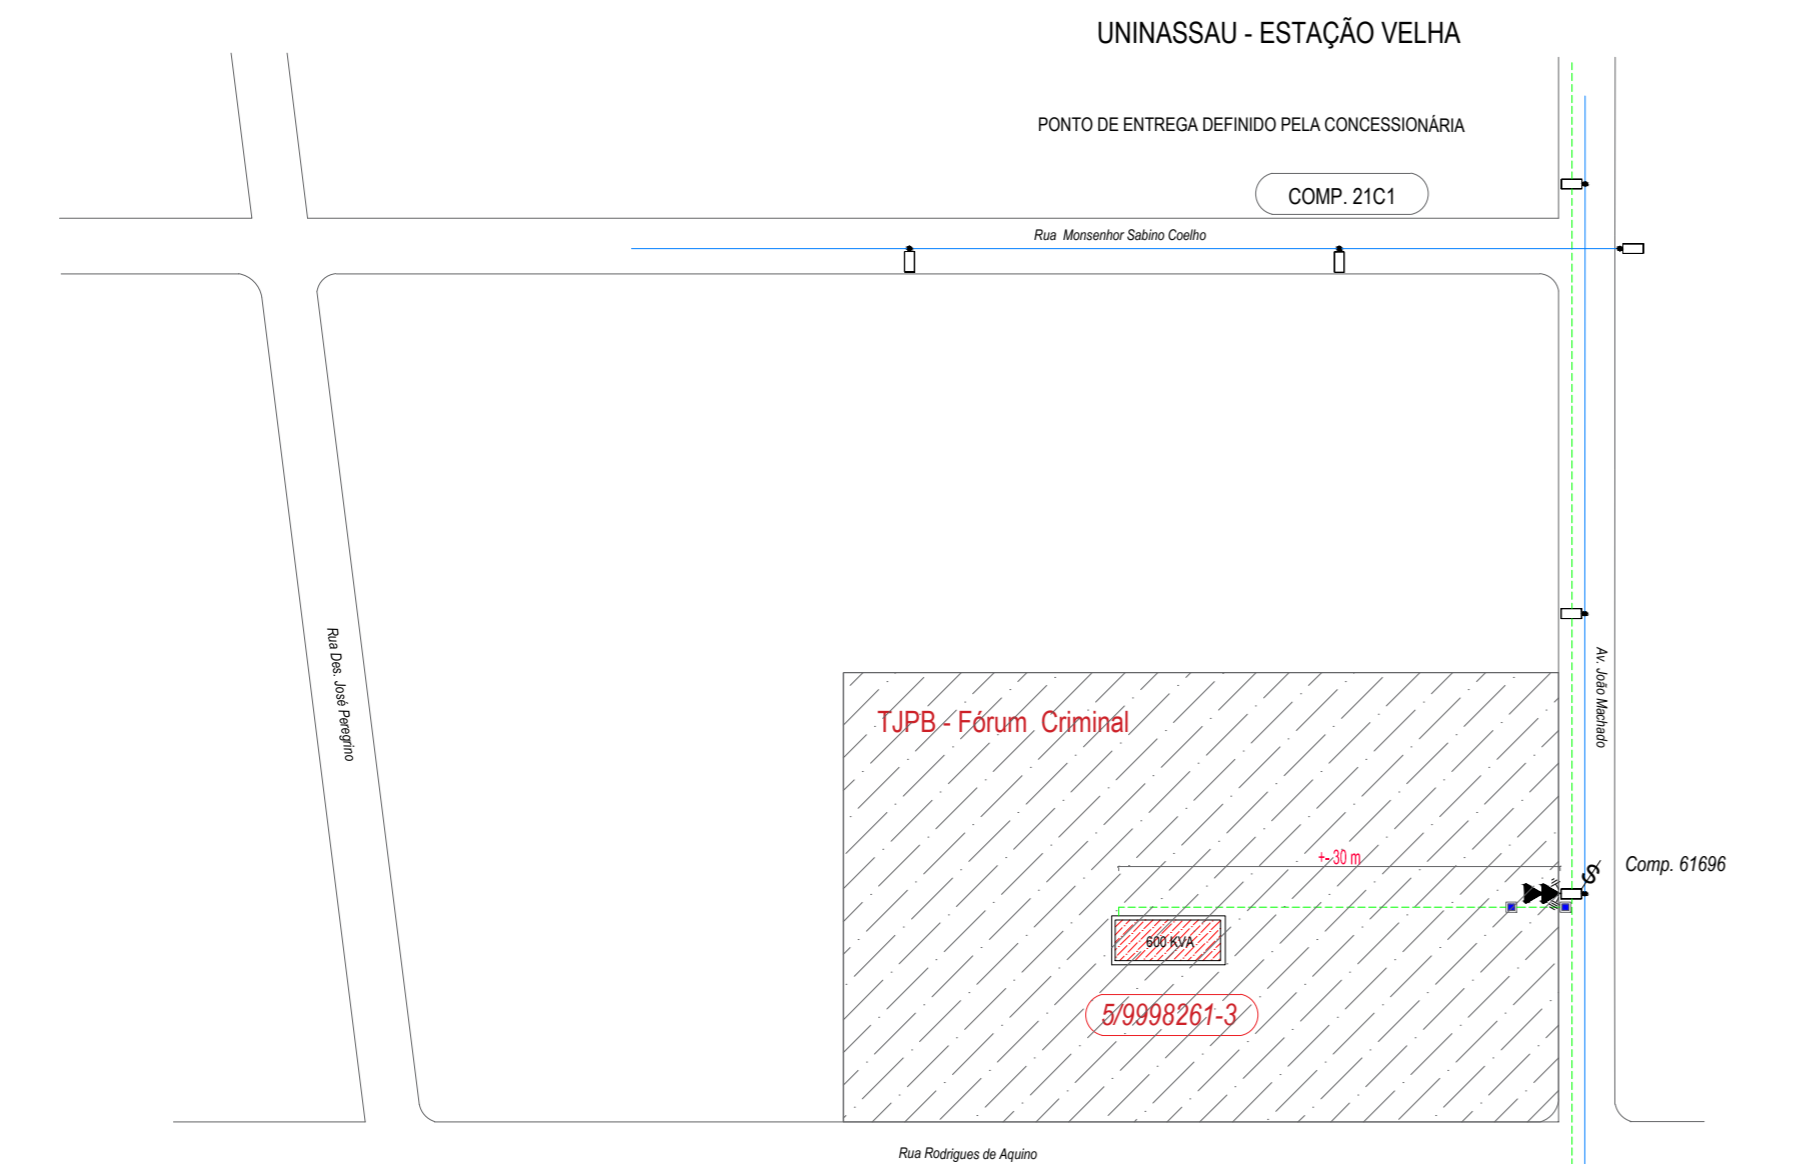 UNINASSAU - ESTAÇÃO VELHA
PONTO DE ENTREGA DEFINIDO PELA CONCESSIONÁRIA
COMP. 21C1
Rua Monsenhor Sabino Coelho
Rua Des. José Peregrino
Av. João Machado
TJPB - Fórum Criminal
+- 30 m
S
Comp. 61696
600 KVA
5/9998261-3
Rua Rodrigues de Aquino